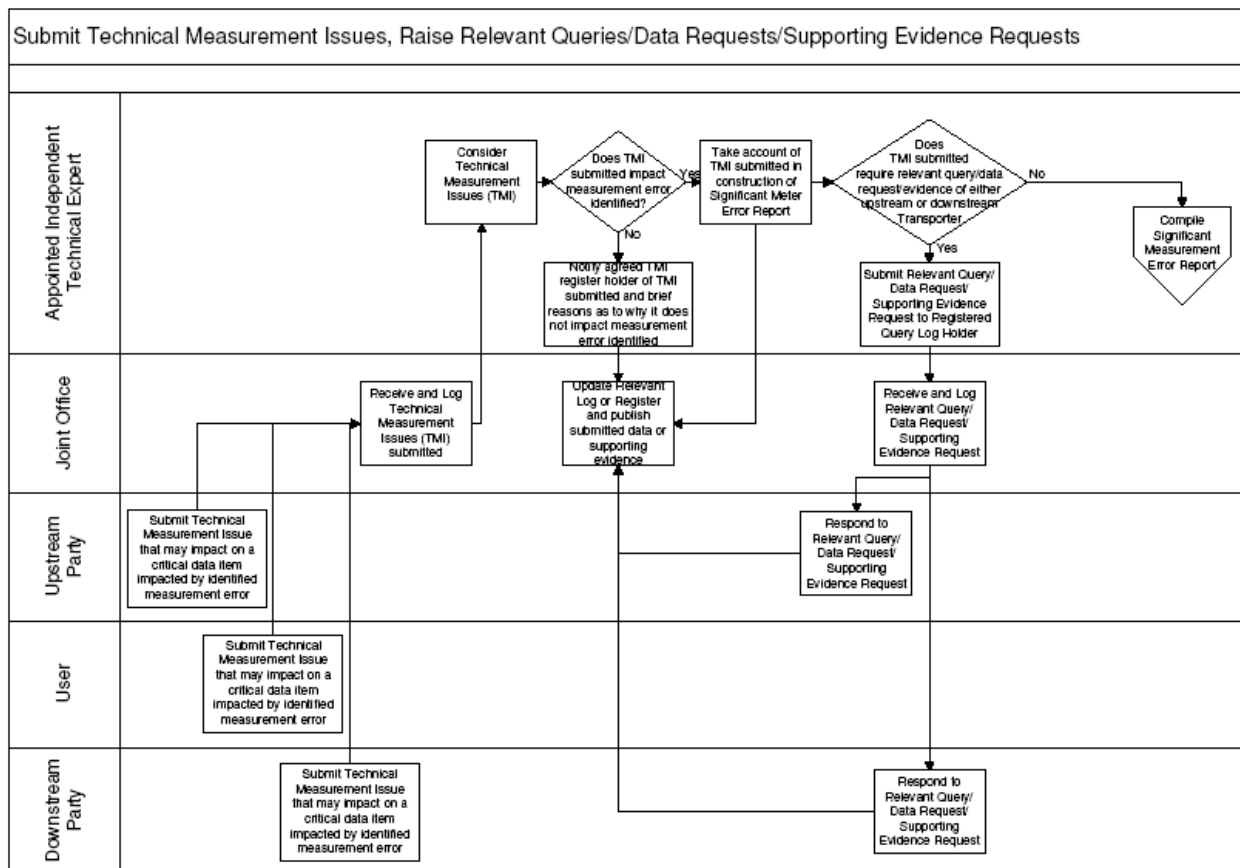 Submit Technical Measurement Issues, Raise Relevant Queries/Data Requests/Supporting Evidence Requests
Appointed Independent
Technical Expert
Consider
Technical
Measurement
Issues (TMI)
Does TMI
submitted impact
measurement error
identified?
Yes
No
Take account of
TMI submitted in
construction of
Significant Meter
Error Report
Does
TMI submitted
require relevant query/data
request/evidence of either
upstream or downstream
Transporter
No
Yes
Compile
Significant
Measurement
Error Report
Notify agreed TMI
register holder of TMI
submitted and brief
reasons as to why it does
not impact measurement
error identified
Submit Relevant Query/
Data Request/
Supporting Evidence
Request to Registered
Query Log Holder
Joint Office
Receive and Log
Technical
Measurement
Issues (TMI)
submitted
Update Relevant
Log or Register
and publish
submitted data or
supporting
evidence
Receive and Log
Relevant Query/
Data Request/
Supporting
Evidence Request
Upstream
Party
Submit Technical
Measurement Issue
that may impact on a
critical data item
impacted by identified
measurement error
Respond to
Relevant Query/
Data Request/
Supporting
Evidence Request
User
Submit Technical
Measurement Issue
that may impact on a
critical data item
impacted by identified
measurement error
Downstream
Party
Submit Technical
Measurement Issue
that may impact on a
critical data item
impacted by identified
measurement error
Respond to
Relevant Query/
Data Request/
Supporting
Evidence Request